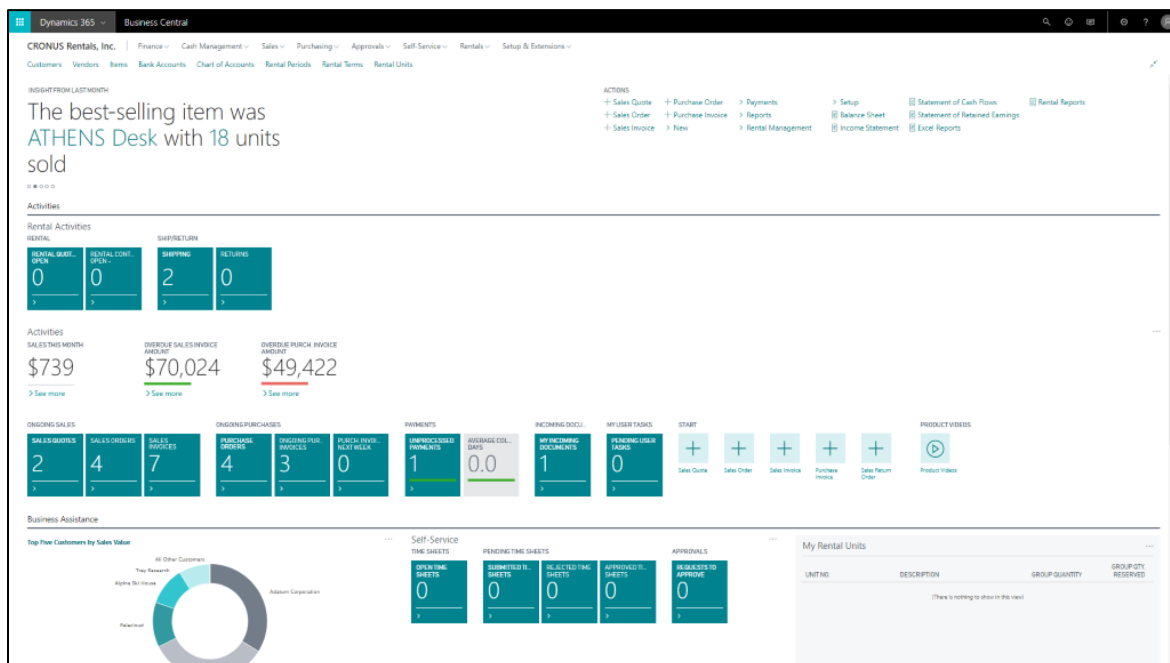 Dynamics 365 Business Central
CRONUS Rentals, Inc. Finance Cash Management Sales Purchasing Approvals Self-Service Rentals Setup & Extensions
Customers Vendors Items Bank Accounts Chart of Accounts Rental Periods Rental Terms Rental Units
INSIGHT FROM LAST MONTH
The best-selling item was
ATHENS Desk with 18 units
sold
ACTIONS
+ Sales Quote + Purchase Order > Payments > Setup Statement of Cash Flows Rental Reports
+ Sales Order + Purchase Invoice > Reports Balance Sheet Statement of Retained Earnings
+ Sales Invoice > New > Rental Management Income Statement Excel Reports
Activities
Rental Activities
RENTAL SHIP/RETURN
RENTAL QUOT... OPEN
0
RENTAL CONT... OPEN -
0
SHIPPING
2
RETURNS
0
Activities
SALES THIS MONTH
$739
> See more
OVERDUE SALES INVOICE
AMOUNT
$70,024
> See more
OVERDUE PURCH. INVOICE
AMOUNT
$49,422
> See more
ONGOING SALES
SALES QUOTES
2
SALES ORDERS
4
SALES
INVOICES
7
ONGOING PURCHASES
PURCHASE
ORDERS
4
ONGOING PUR...
INVOICES
3
PURCH. INVOI...
NEXT WEEK
0
PAYMENTS
UNPROCESSED
PAYMENTS
1
AVERAGE COL...
DAYS
0.0
INCOMING DOCU...
MY INCOMING
DOCUMENTS
1
MY USER TASKS
PENDING USER
TASKS
0
START
Sales Quote
Sales Order
Sales Invoice
Purchase
Invoice
Sales Return
Order
PRODUCT VIDEOS
Product Videos
Business Assistance
Top Five Customers by Sales Value
All Other Customers
Trey Research
Alpine Ski House
Relecloud
Adatum Corporation
Self-Service
TIME SHEETS
OPEN TIME
SHEETS
0
PENDING TIME SHEETS
SUBMITTED TI...
SHEETS
0
REJECTED TIME
SHEETS
0
APPROVED TI...
SHEETS
0
APPROVALS
REQUESTS TO
APPROVE
0
My Rental Units
UNIT NO. DESCRIPTION GROUP QUANTITY GROUP QTY. RESERVED
(There is nothing to show in this view)